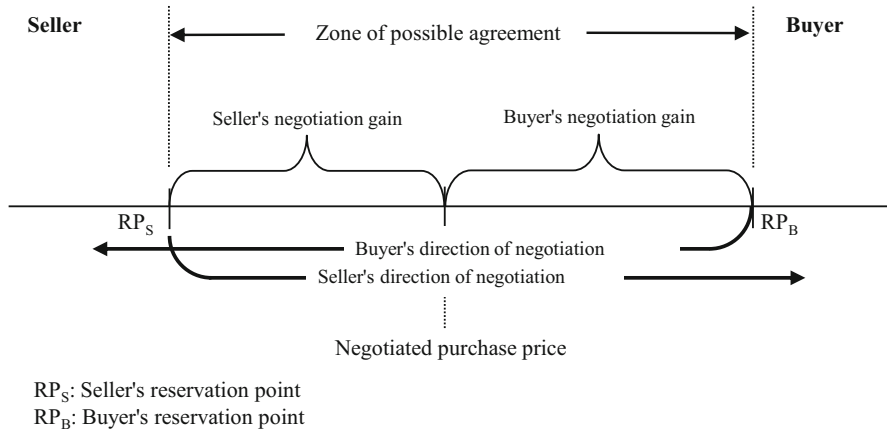 Seller
Zone of possible agreement
Buyer
Seller's negotiation gain
Buyer's negotiation gain
RPS
RPB
Buyer's direction of negotiation
Seller's direction of negotiation
Negotiated purchase price
RPS: Seller's reservation point
RPB: Buyer's reservation point